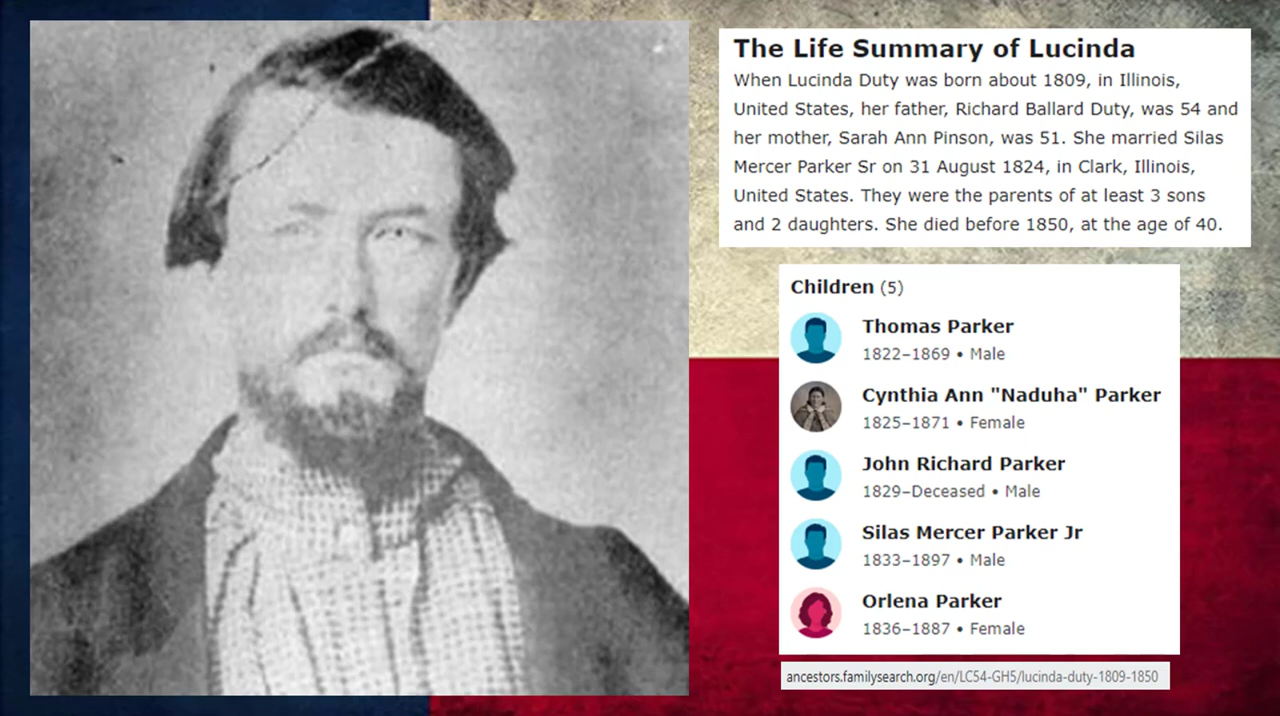 The Life Summary of Lucinda
When Lucinda Duty was born about 1809, in Illinois,
United States, her father, Richard Ballard Duty, was 54 and
her mother, Sarah Ann Pinson, was 51. She married Silas
Mercer Parker Sr on 31 August 1824, in Clark, Illinois,
United States. They were the parents of at least 3 sons
and 2 daughters. She died before 1850, at the age of 40.
Children (5)
Thomas Parker
1822–1869 • Male
Cynthia Ann "Naduha" Parker
1825–1871 • Female
John Richard Parker
1829–Deceased • Male
Silas Mercer Parker Jr
1833–1897 • Male
Orlena Parker
1836–1887 • Female
ancestors.familysearch.org/en/LC54-GH5/lucinda-duty-1809-1850